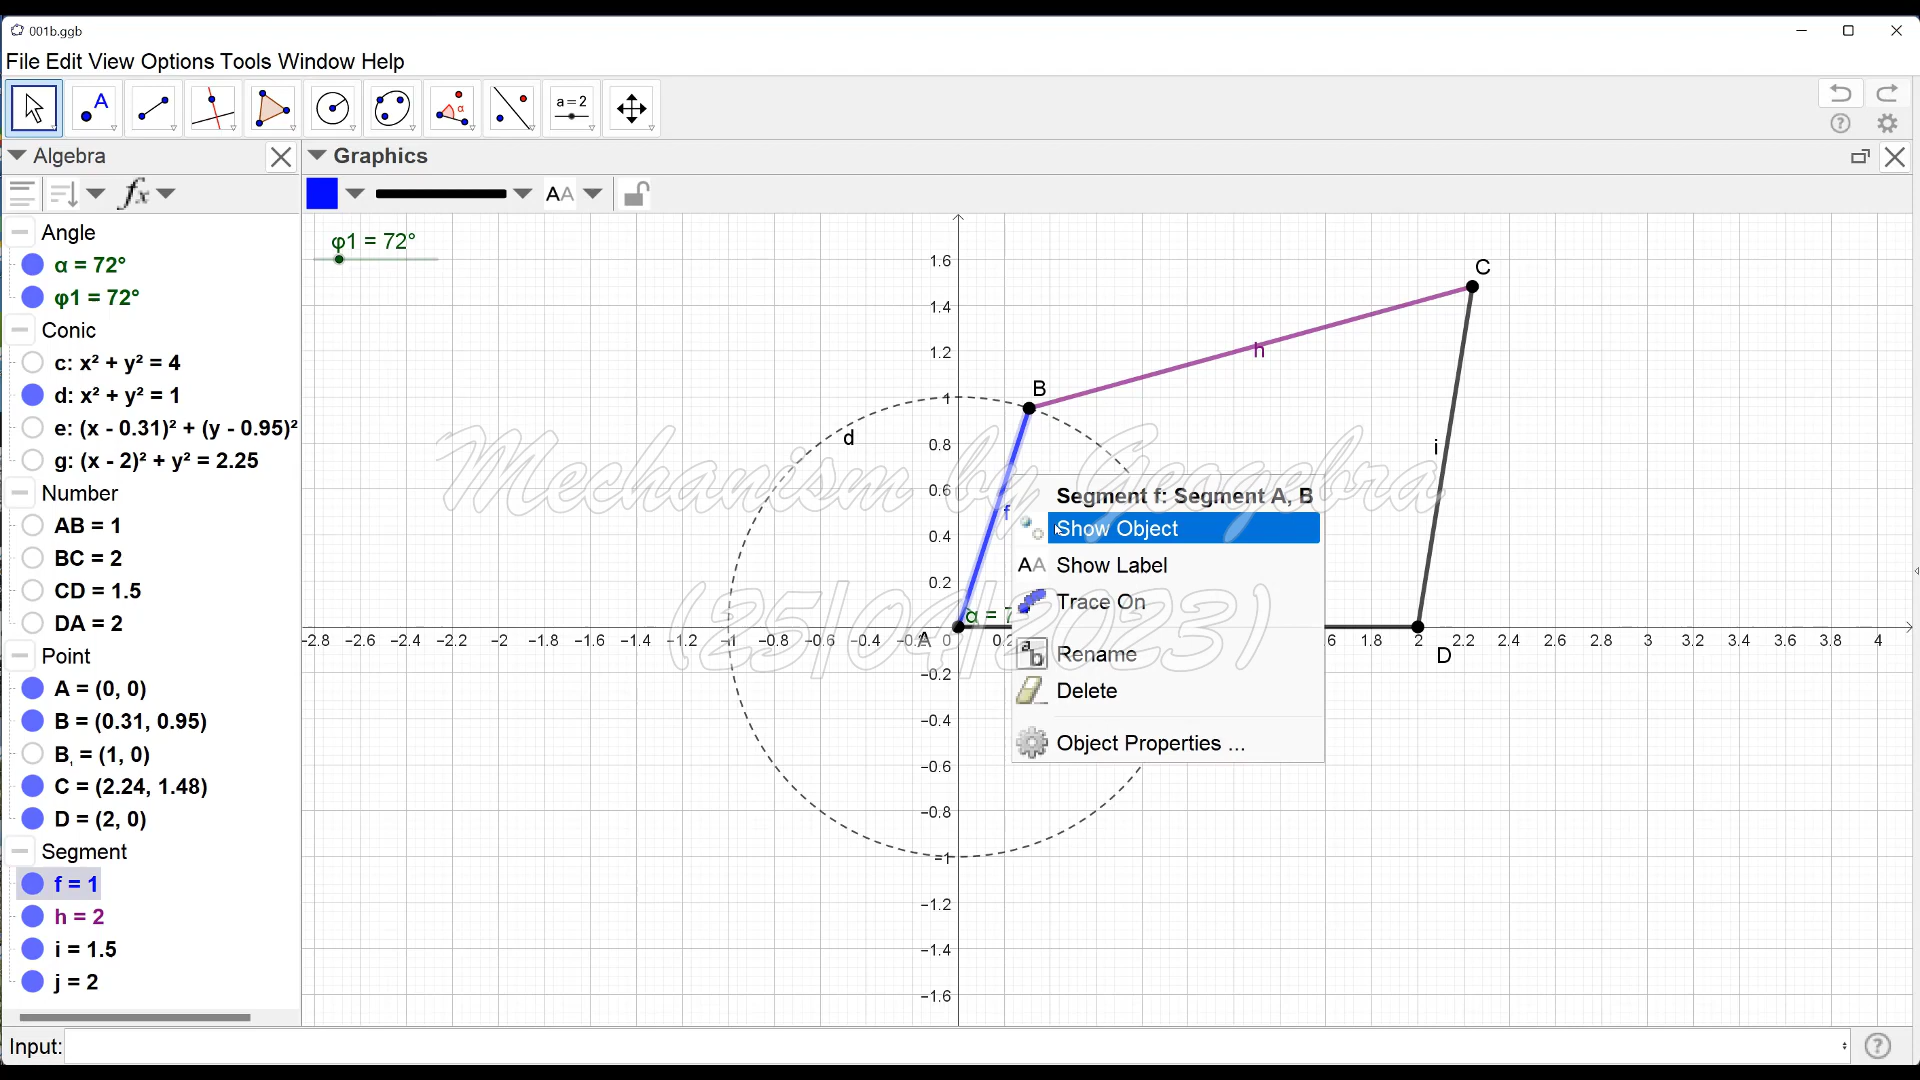 001b.ggb
File Edit View Options Tools Window Help
A
α
a = 2
Algebra
Graphics
fx
AA
Angle
α = 72°
φ1 = 72°
Conic
c: x² + y² = 4
d: x² + y² = 1
e: (x - 0.31)² + (y - 0.95)²
g: (x - 2)² + y² = 2.25
Number
AB = 1
BC = 2
CD = 1.5
DA = 2
Point
A = (0, 0)
B = (0.31, 0.95)
B₁ = (1, 0)
C = (2.24, 1.48)
D = (2, 0)
Segment
f = 1
h = 2
i = 1.5
j = 2
φ1 = 72°
1.6
1.4
1.2
1
0.8
0.6
0.4
0.2
C
h
B
d
i
f
Mechanism by Geogebra
(25/04/2023)
Segment f: Segment A, B
Show Object
AA Show Label
Trace On
a b Rename
Delete
Object Properties ...
α = 7
-2.8 -2.6 -2.4 -2.2 -2 -1.8 -1.6 -1.4 -1.2 -1 -0.8 -0.6 -0.4 A 0 0.2 6 1.8 2 2.2 2.4 2.6 2.8 3 3.2 3.4 3.6 3.8 4
D
-0.2
-0.4
-0.6
-0.8
-1
-1.2
-1.4
-1.6
Input: